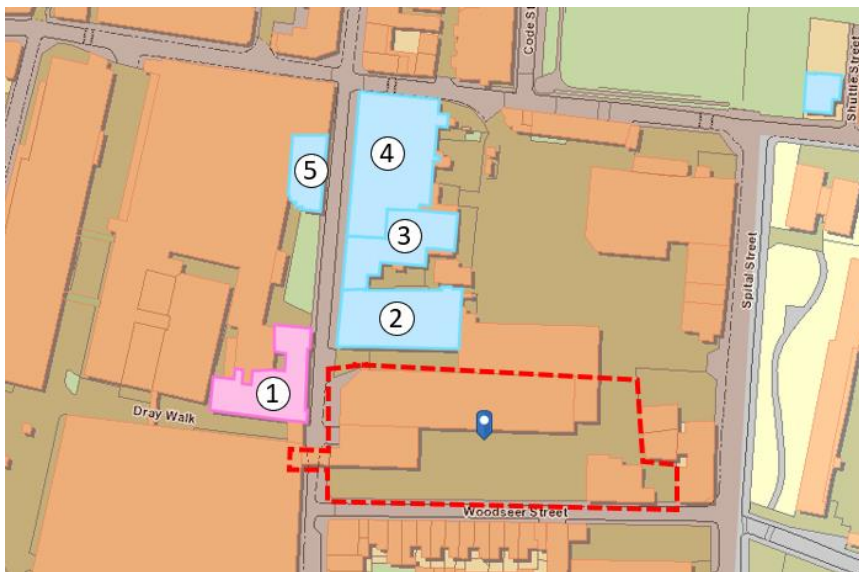 Code St
Shuttle Street
4
5
3
Spital Street
2
1
Dray Walk
Woodseer Street